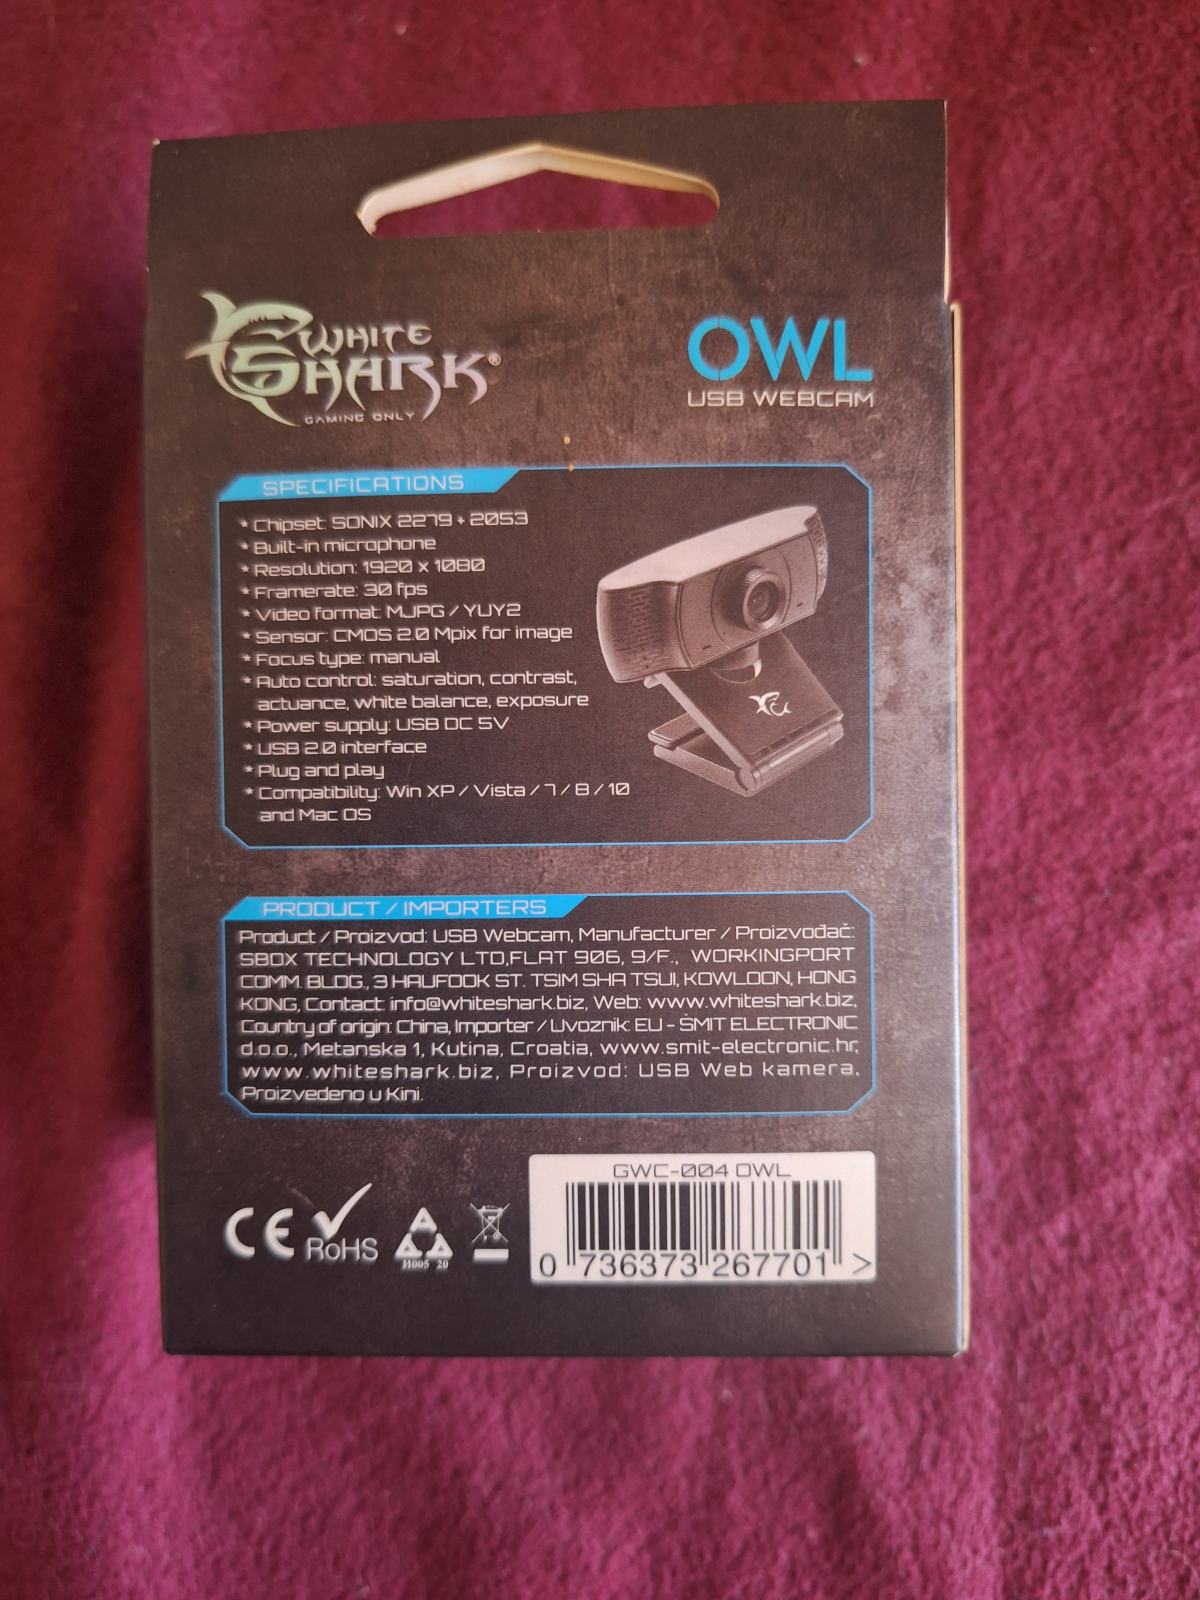 WHITE
SHARK®
GAMING ONLY
OWL
USB WEBCAM
SPECIFICATIONS
* Chipset: SONIX 2279 + 2053
* Built-in microphone
* Resolution: 1920 x 1080
* Framerate: 30 fps
* Video format: MJPG / YUY2
* Sensor: CMOS 2.0 Mpix for image
* Focus type: manual
* Auto control: saturation, contrast,
actuance, white balance, exposure
* Power supply: USB DC 5V
* USB 2.0 interface
* Plug and play
* Compatibility: Win XP / Vista / 7 / 8 / 10
and Mac OS
PRODUCT / IMPORTERS
Product / Proizvod: USB Webcam, Manufacturer / Proizvođač:
SBOX TECHNOLOGY LTD,FLAT 906, 9/F., WORKINGPORT
COMM. BLDG., 3 HAUFOOK ST. TSIM SHA TSUI, KOWLOON, HONG
KONG, Contact: info@whiteshark.biz, Web: www.whiteshark.biz,
Country of origin: China, Importer / Uvoznik: EU - ŠMIT ELECTRONIC
d.o.o., Metanska 1, Kutina, Croatia, www.smit-electronic.hr,
www.whiteshark.biz, Proizvod: USB Web kamera,
Proizvedeno u Kini.
CE
RoHS
J1005 20
GWC-004 OWL
0 736373 267701 >